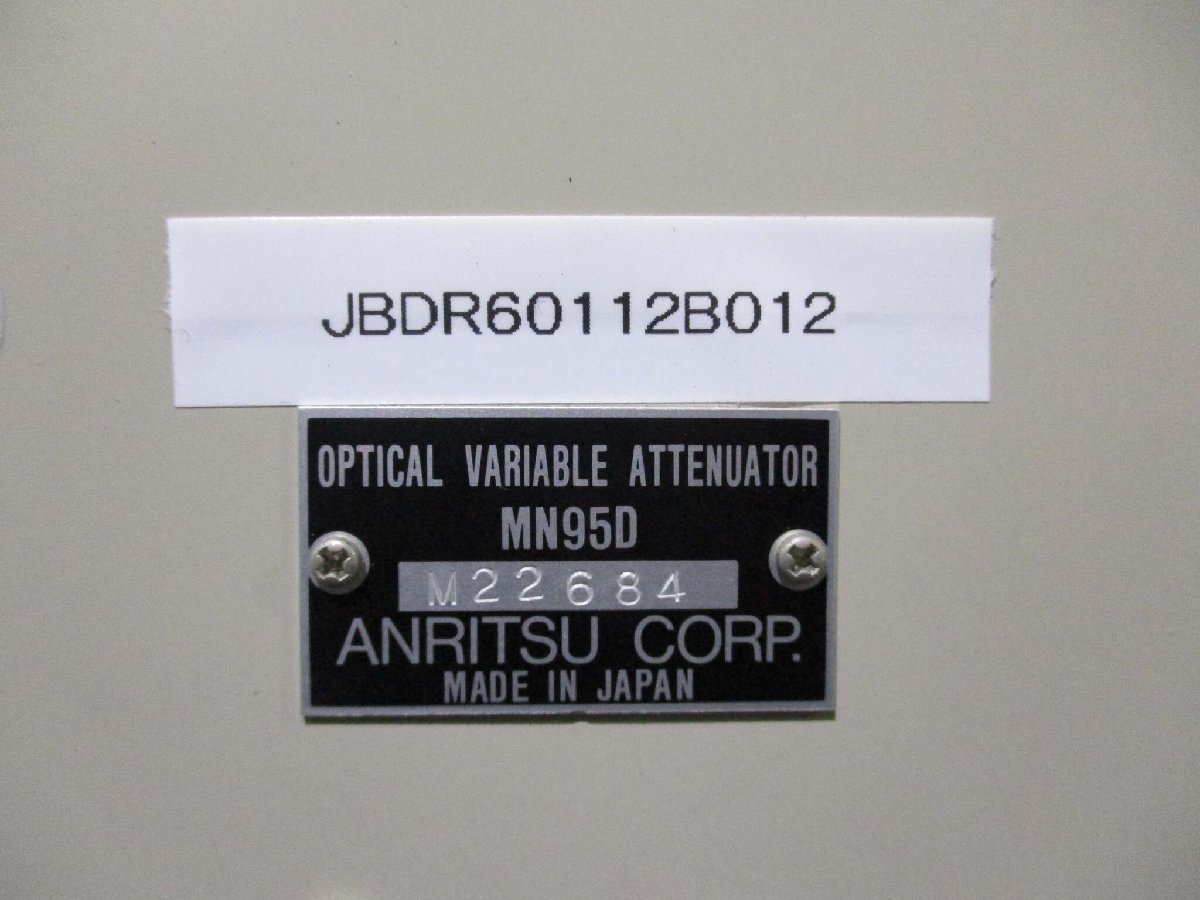 JBDR60112B012
OPTICAL VARIABLE ATTENUATOR
MN95D
M22684
ANRITSU CORP.
MADE IN JAPAN